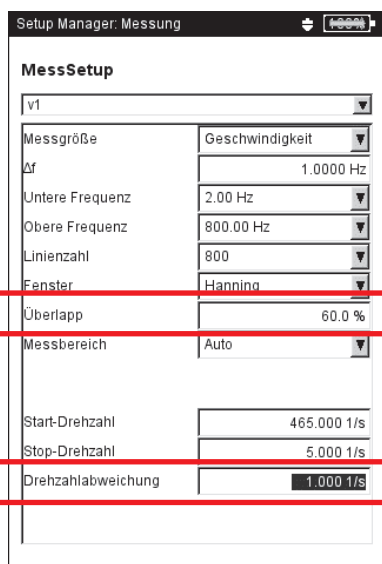 Setup Manager: Messung 100%
MessSetup
v1
Messgröße Geschwindigkeit
Δf 1.0000 Hz
Untere Frequenz 2.00 Hz
Obere Frequenz 800.00 Hz
Linienzahl 800
Fenster Hanning
Überlapp 60.0 %
Messbereich Auto
Start-Drehzahl 465.000 1/s
Stop-Drehzahl 5.000 1/s
Drehzahlabweichung 1.000 1/s